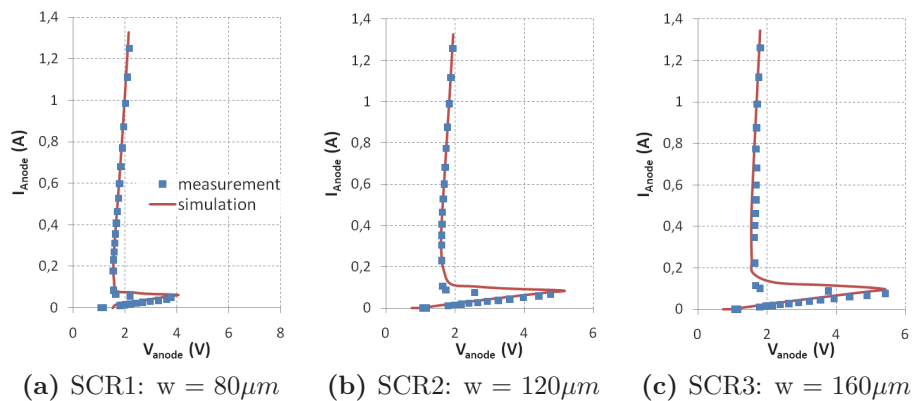 1,4
1,2
1
0,8
0,6
0,4
0,2
0
I_Anode (A)
measurement
simulation
0 2 4 6 8
V_anode (V)
(a) SCR1: w = 80μm
1,4
1,2
1
0,8
0,6
0,4
0,2
0
I_Anode (A)
0 2 4 6
V_anode (V)
(b) SCR2: w = 120μm
1,4
1,2
1
0,8
0,6
0,4
0,2
0
I_Anode (A)
0 2 4 6
V_anode (V)
(c) SCR3: w = 160μm